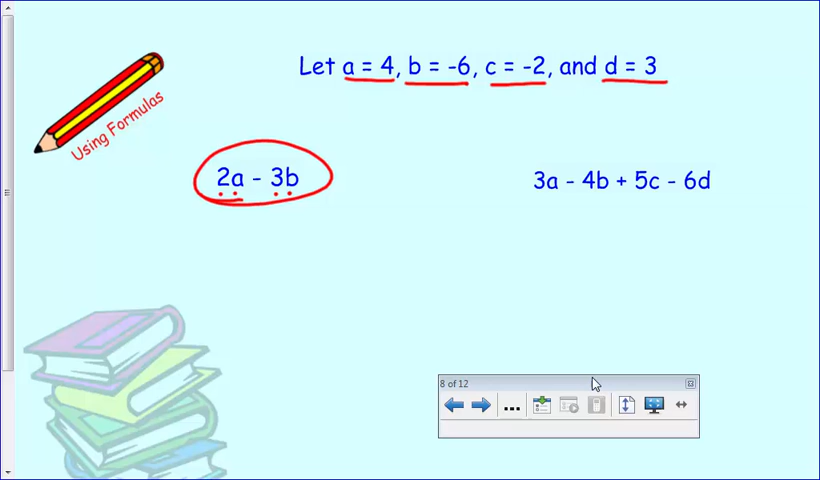 Let a = 4, b = -6, c = -2, and d = 3
Using Formulas
2a - 3b
3a - 4b + 5c - 6d
8 of 12
...